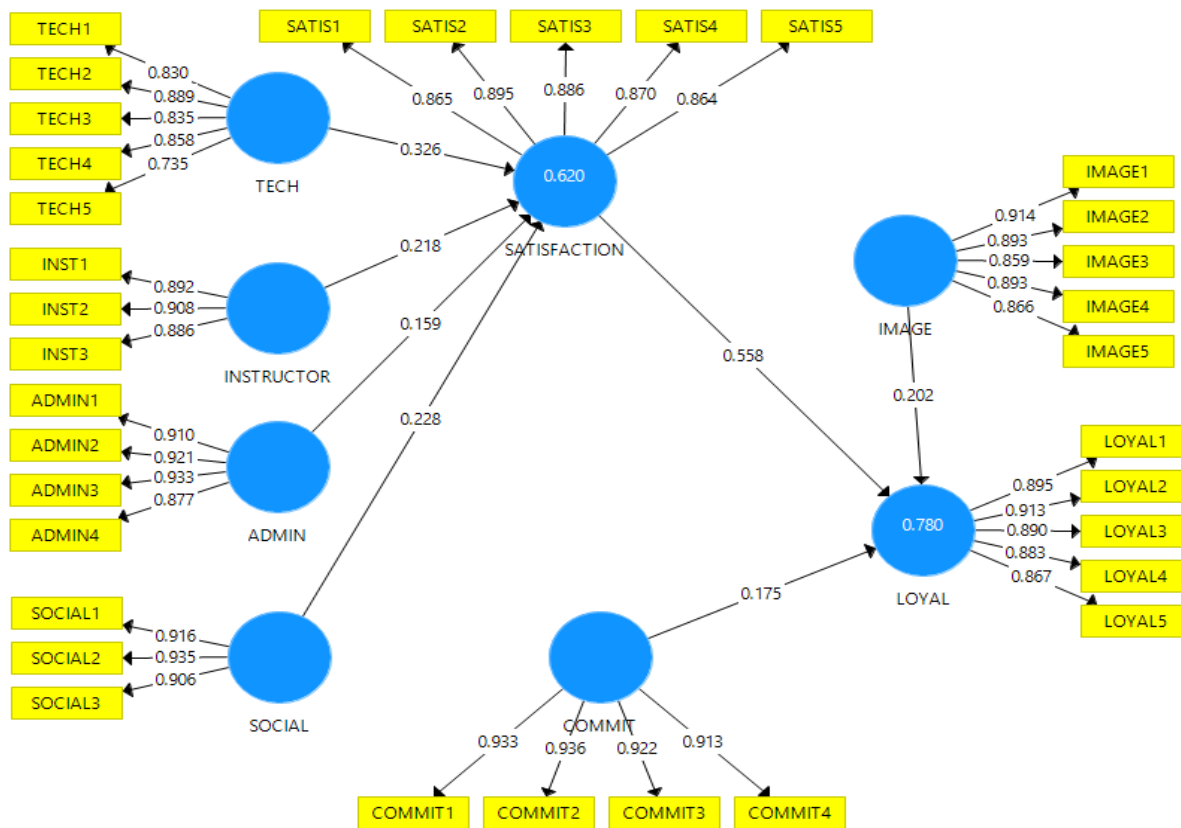 TECH1
TECH2
TECH3
TECH4
TECH5
0.830
0.889
0.835
0.858
0.735
TECH
SATIS1
SATIS2
SATIS3
SATIS4
SATIS5
0.865
0.895
0.886
0.870
0.864
0.326
0.620
SATISFACTION
INST1
INST2
INST3
0.892
0.908
0.886
INSTRUCTOR
0.218
ADMIN1
ADMIN2
ADMIN3
ADMIN4
0.910
0.921
0.933
0.877
ADMIN
0.159
SOCIAL1
SOCIAL2
SOCIAL3
0.916
0.935
0.906
SOCIAL
0.228
0.558
IMAGE1
IMAGE2
IMAGE3
IMAGE4
IMAGE5
0.914
0.893
0.859
0.893
0.866
IMAGE
0.202
LOYAL1
LOYAL2
LOYAL3
LOYAL4
LOYAL5
0.895
0.913
0.890
0.883
0.867
0.780
LOYAL
0.175
COMMIT
0.933
0.936
0.922
0.913
COMMIT1
COMMIT2
COMMIT3
COMMIT4